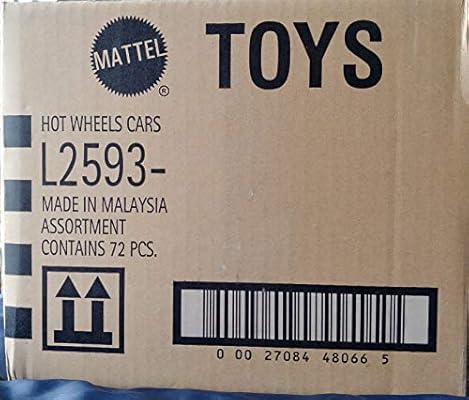 MATTEL
®
TOYS
HOT WHEELS CARS
L2593-
MADE IN MALAYSIA
ASSORTMENT
CONTAINS 72 PCS.
0 00 27084 48066 5